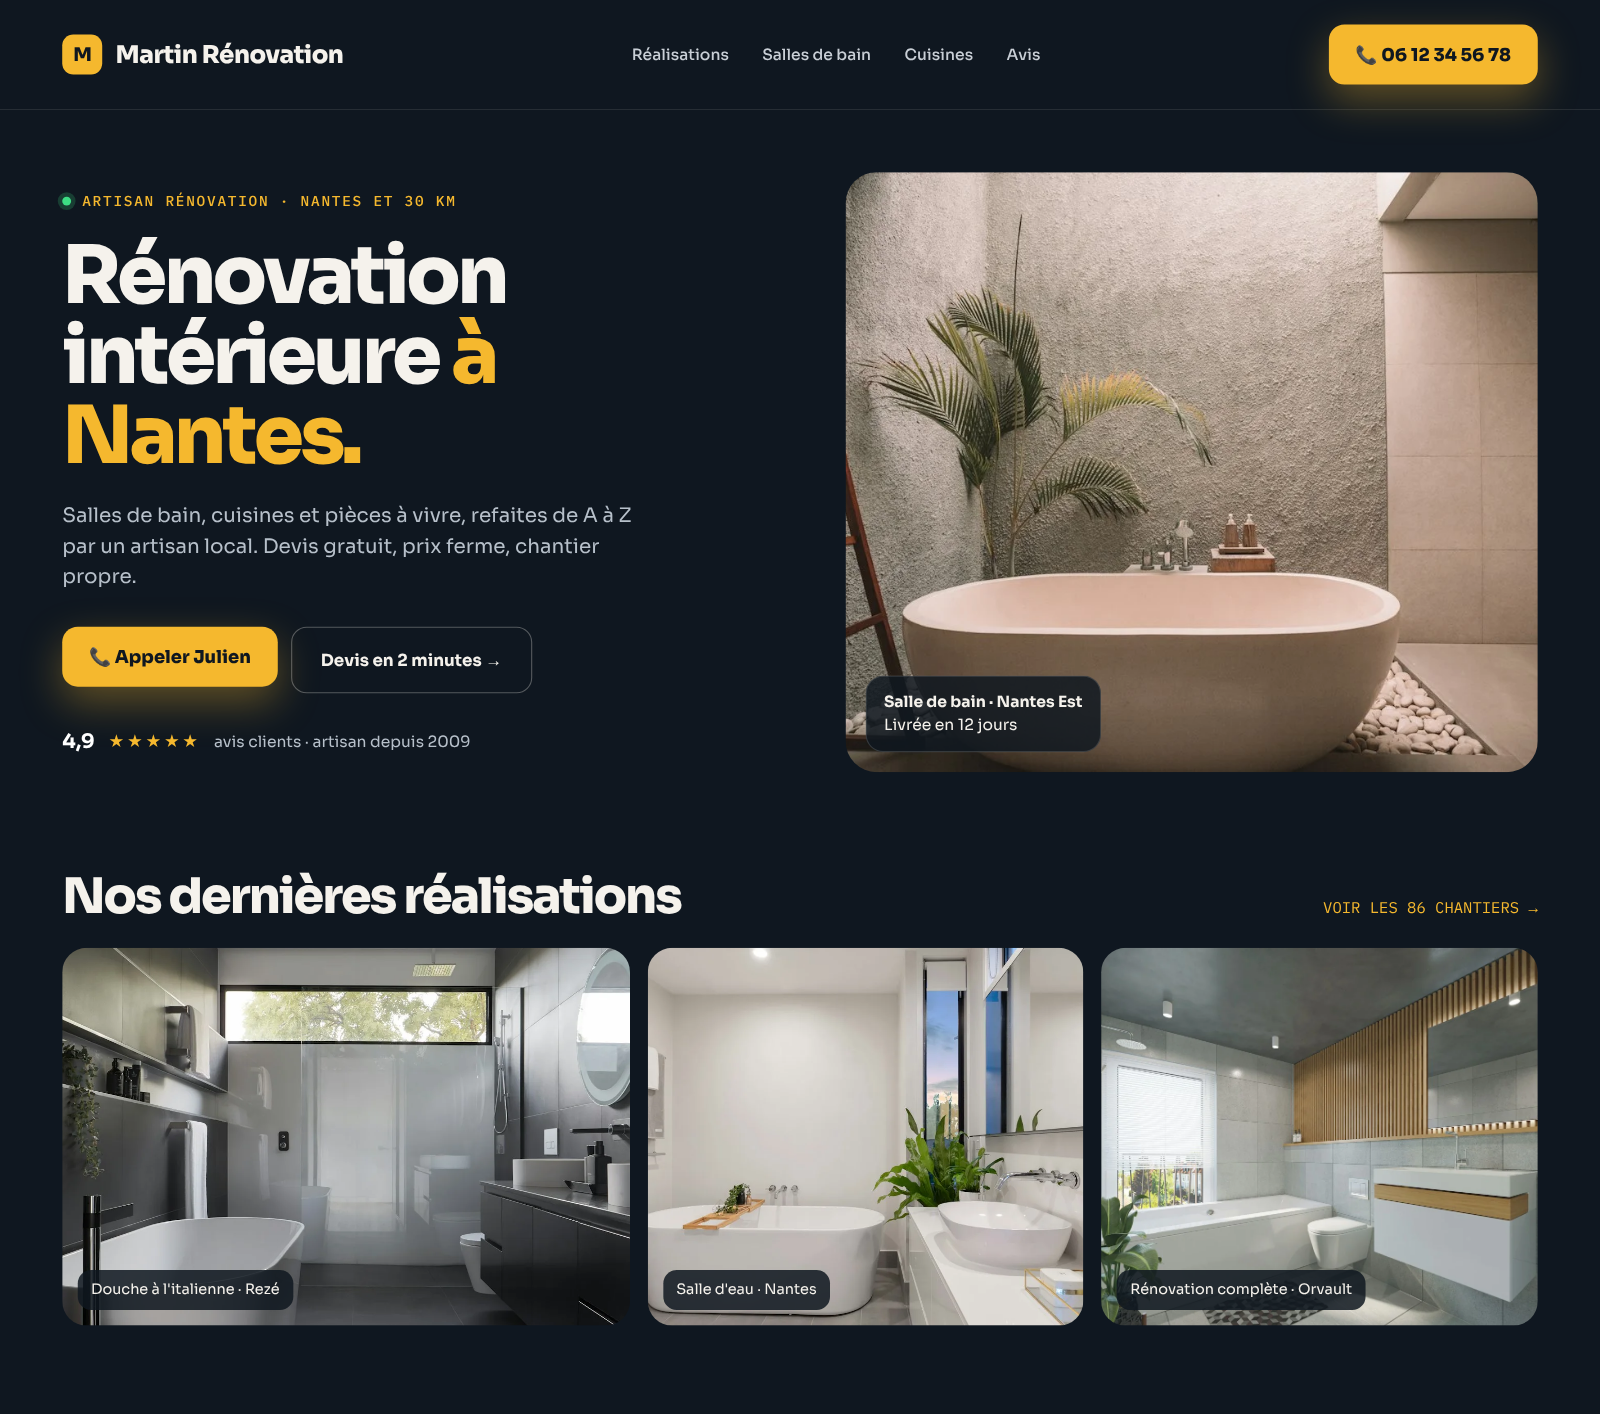 M Martin Rénovation
Réalisations Salles de bain Cuisines Avis
📞 06 12 34 56 78
ARTISAN RÉNOVATION · NANTES ET 30 KM
Rénovation
intérieure à
Nantes.
Salles de bain, cuisines et pièces à vivre, refaites de A à Z
par un artisan local. Devis gratuit, prix ferme, chantier
propre.
📞 Appeler Julien
Devis en 2 minutes →
4,9 ★★★★★ avis clients · artisan depuis 2009
Salle de bain · Nantes Est
Livrée en 12 jours
Nos dernières réalisations
VOIR LES 86 CHANTIERS →
Douche à l'italienne · Rezé
Salle d'eau · Nantes
Rénovation complète · Orvault